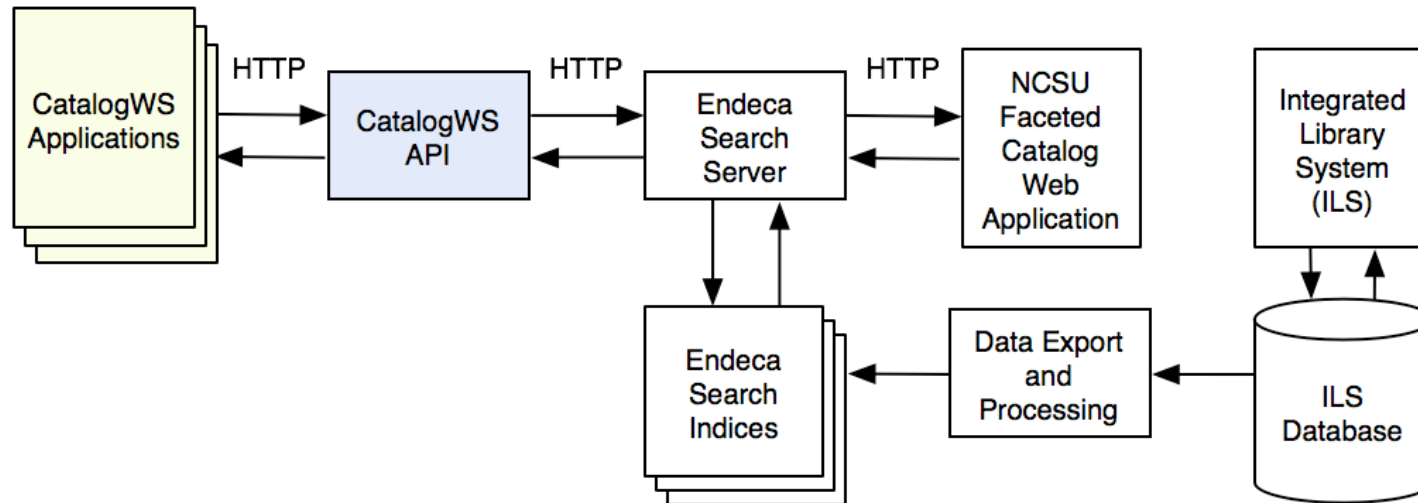 HTTP
HTTP
HTTP
CatalogWS
Applications
CatalogWS
API
Endeca
Search
Server
NCSU
Faceted
Catalog
Web
Application
Integrated
Library
System
(ILS)
Endeca
Search
Indices
Data Export
and
Processing
ILS
Database